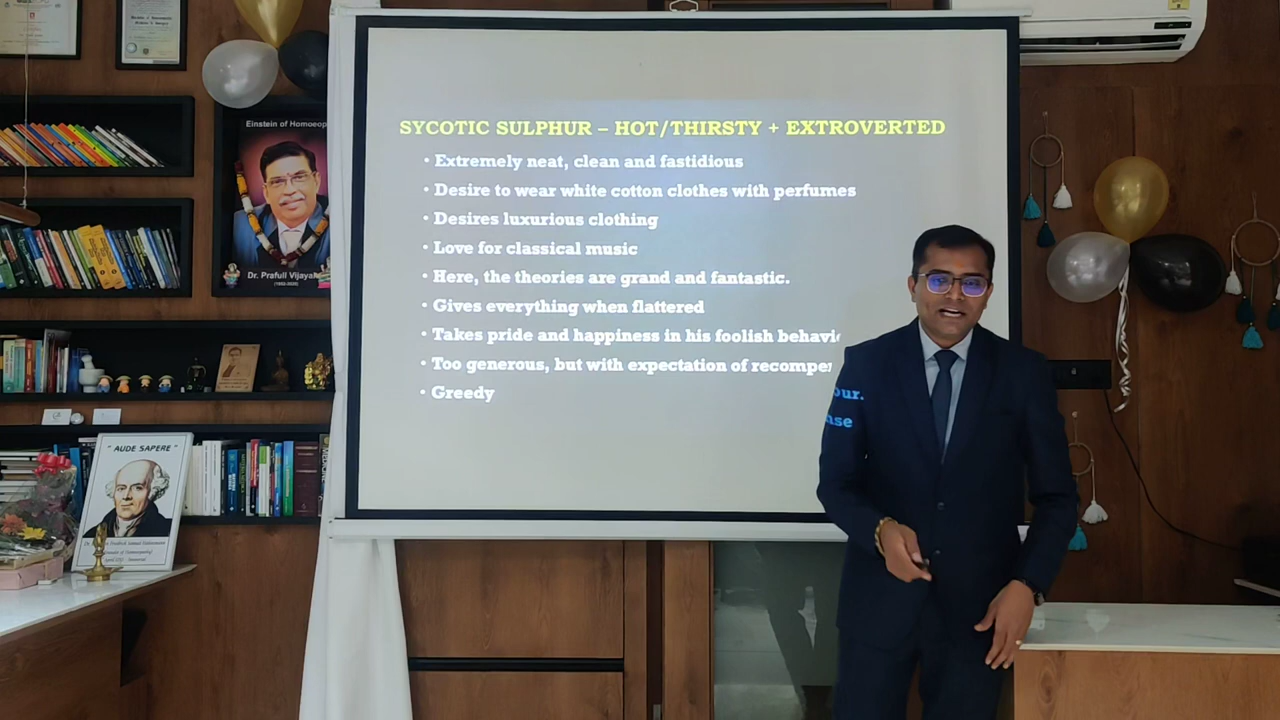 SYCOTIC SULPHUR – HOT/THIRSTY + EXTROVERTED
• Extremely neat, clean and fastidious
• Desire to wear white cotton clothes with perfumes
• Desires luxurious clothing
• Love for classical music
• Here, the theories are grand and fantastic.
• Gives everything when flattered
• Takes pride and happiness in his foolish behaviour.
• Too generous, but with expectation of recompense
• Greedy
Einstein of Homoeop
Dr. Prafull Vijayak
" AUDE SAPERE "